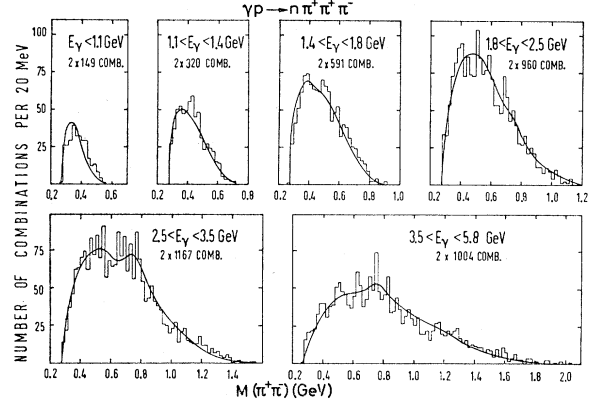 γp → nπ⁺π⁺π⁻
NUMBER OF COMBINATIONS PER 20 MeV
100
75
50
25
E_γ < 1.1 GeV
2 x 149 COMB.
0.2 0.4 0.6
1.1 < E_γ < 1.4 GeV
2 x 320 COMB.
0.2 0.4 0.6 0.8
1.4 < E_γ < 1.8 GeV
2 x 591 COMB.
0.2 0.4 0.6 0.8 1.0
1.8 < E_γ < 2.5 GeV
2 x 960 COMB.
0.2 0.4 0.6 0.8 1.0 1.2
75
50
25
2.5 < E_γ < 3.5 GeV
2 x 1167 COMB.
0.2 0.4 0.6 0.8 1.0 1.2 1.4
3.5 < E_γ < 5.8 GeV
2 x 1004 COMB.
0.2 0.4 0.6 0.8 1.0 1.2 1.4 1.6 1.8 2.0
M(π⁺π⁻)(GeV)